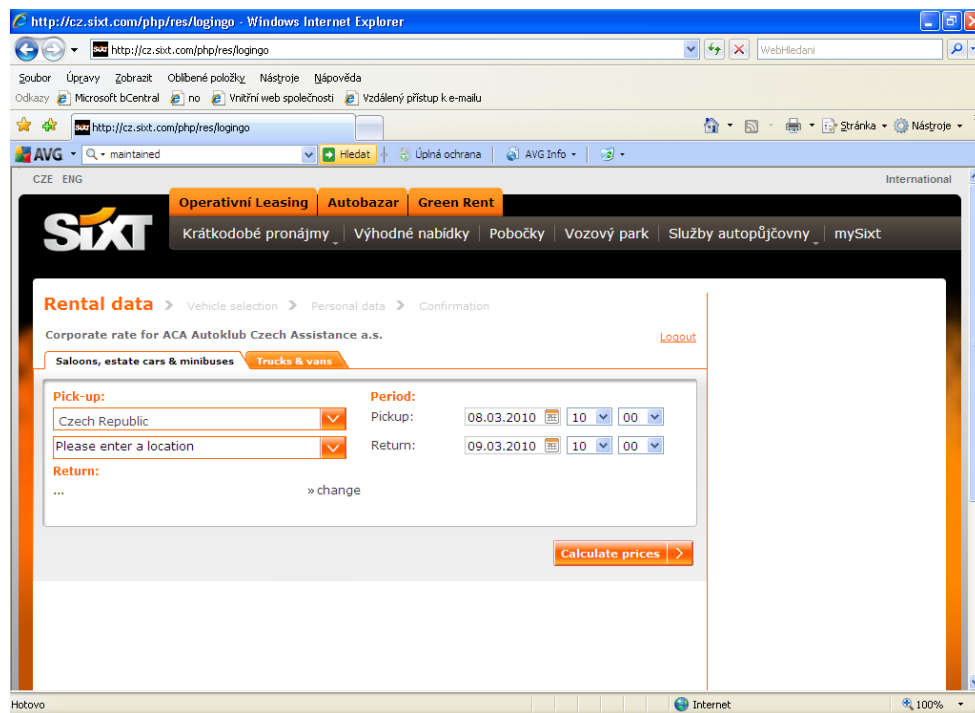 http://cz.sixt.com/php/res/logingo - Windows Internet Explorer
http://cz.sixt.com/php/res/logingo WebHledani
Soubor Úpravy Zobrazit Oblíbené položky Nástroje Nápověda
Odkazy Microsoft bCentral no Vnitřní web společnosti Vzdálený přístup k e-mailu
http://cz.sixt.com/php/res/logingo Stránka Nástroje
AVG maintained Hledat Úplná ochrana AVG Info
CZE ENG International
Operativní Leasing Autobazar Green Rent
Sixt Krátkodobé pronájmy Výhodné nabídky Pobočky Vozový park Služby autopůjčovny mySixt
Rental data Vehicle selection Personal data Confirmation
Corporate rate for ACA Autoklub Czech Assistance a.s. Logout
Saloons, estate cars & minibuses Trucks & vans
Pick-up: Period:
Czech Republic Pickup: 08.03.2010 10 00
Please enter a location Return: 09.03.2010 10 00
Return:
... » change
Calculate prices
Hotovo Internet 100%